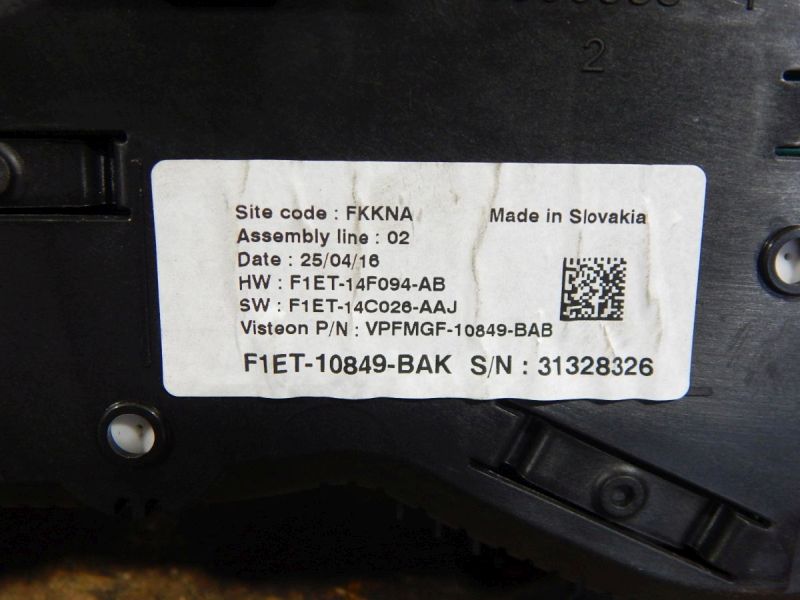 2
Site code : FKKNA Made in Slovakia
Assembly line : 02
Date : 25/04/16
HW : F1ET-14F094-AB
SW : F1ET-14C026-AAJ
Visteon P/N : VPFMGF-10849-BAB
F1ET-10849-BAK S/N : 31328326